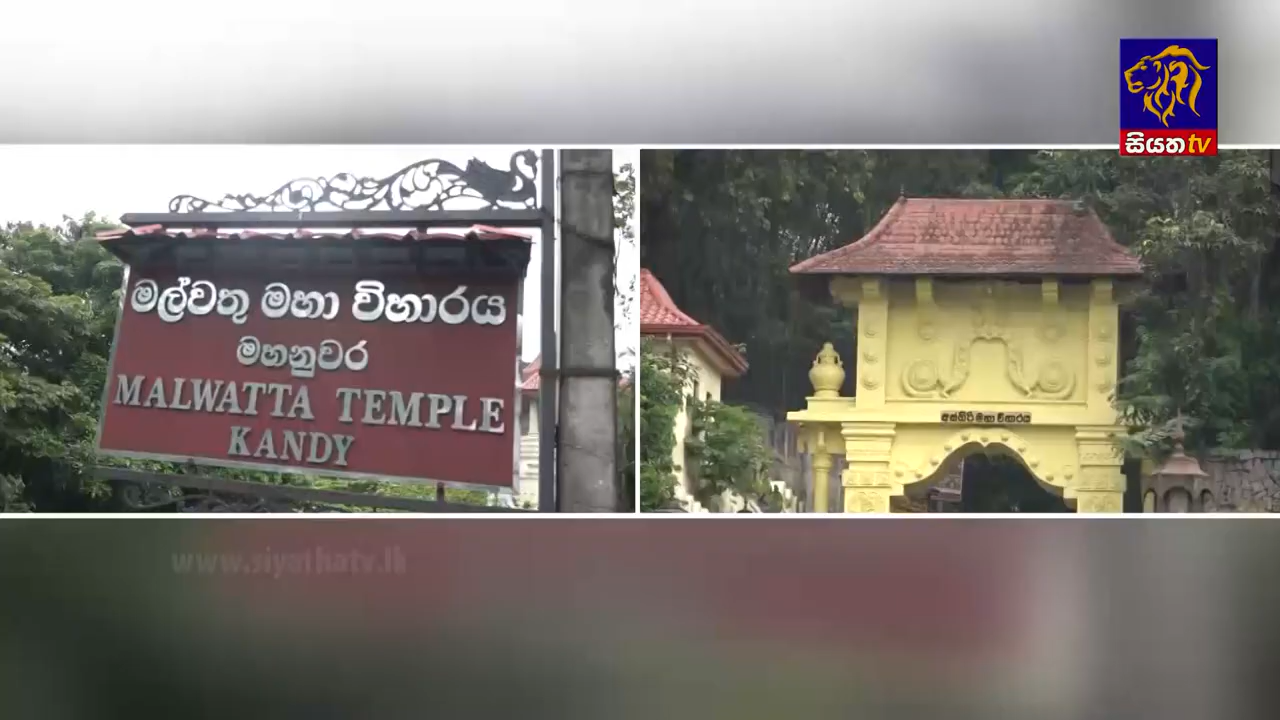 සියත tv
මල්වතු මහා විහාරය
මහනුවර
MALWATTA TEMPLE
KANDY
අස්ගිරි මහා විහාරය
www.siyathatv.lk